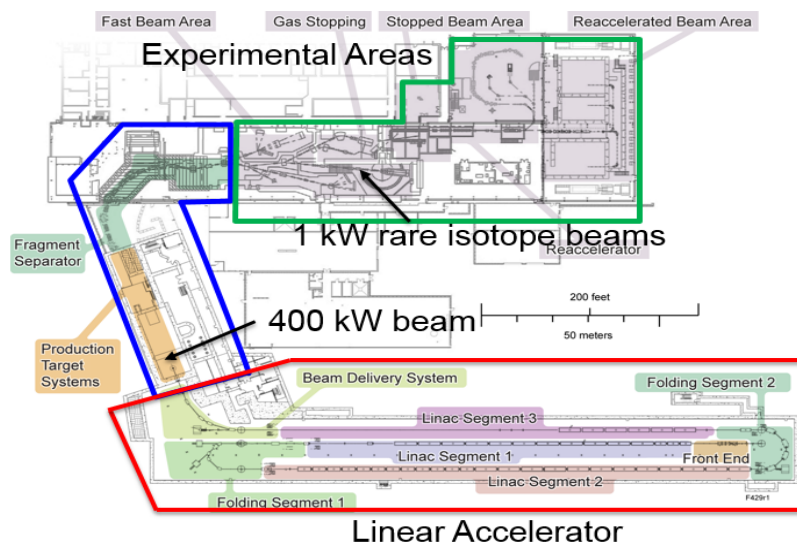 Fast Beam Area
Gas Stopping
Stopped Beam Area
Reaccelerated Beam Area
Experimental Areas
1 kW rare isotope beams
Reaccelerator
Fragment
Separator
200 feet
50 meters
400 kW beam
Production
Target
Systems
Beam Delivery System
Folding Segment 2
Linac Segment 3
Linac Segment 1
Front End
Linac Segment 2
Folding Segment 1
F429r1
Linear Accelerator